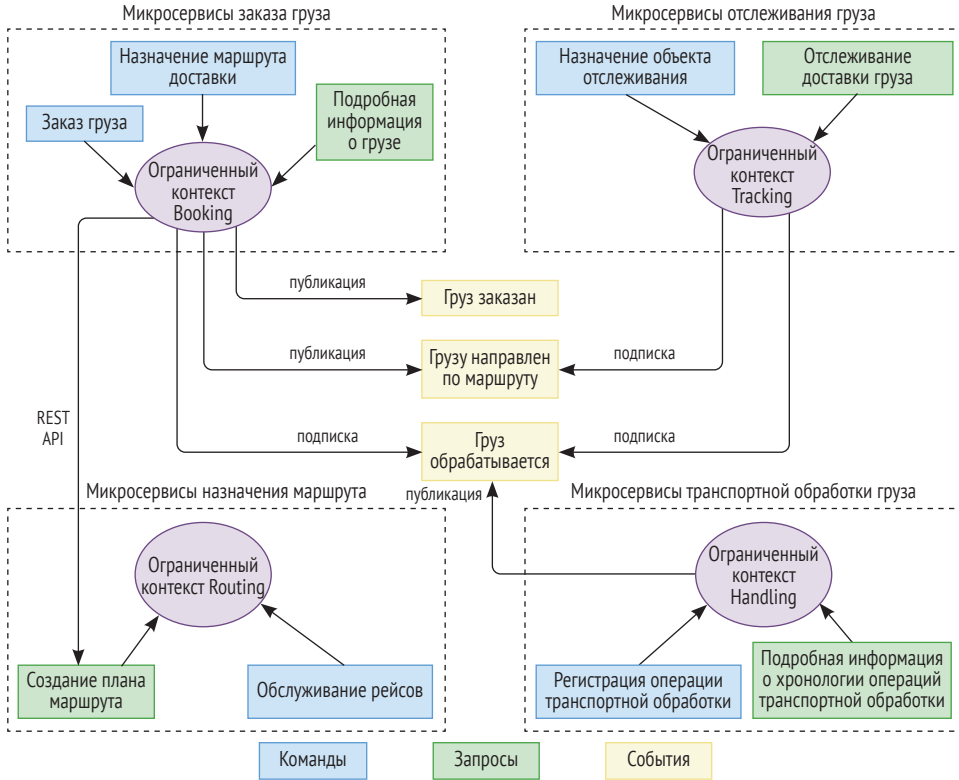 Микросервисы заказа груза
Микросервисы отслеживания груза
Назначение маршрута
доставки
Заказ груза
Подробная
информация
о грузе
Ограниченный
контекст
Booking
Назначение объекта
отслеживания
Отслеживание
доставки груза
Ограниченный
контекст
Tracking
публикация
Груз заказан
публикация
Грузу направлен
по маршруту
подписка
REST
API
подписка
Груз
обрабатывается
подписка
публикация
Микросервисы назначения маршрута
Микросервисы транспортной обработки груза
Ограниченный
контекст Routing
Создание плана
маршрута
Обслуживание рейсов
Ограниченный
контекст
Handling
Регистрация операции
транспортной обработки
Подробная информация
о хронологии операций
транспортной обработки
Команды
Запросы
События